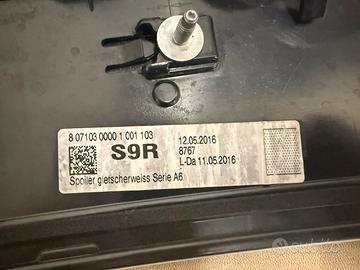 8 07103 0000 1 001 103
S9R
12.05.2016
8767
L-Da 11.05.2016
Spoiler gletscherweiss Serie A6
subito